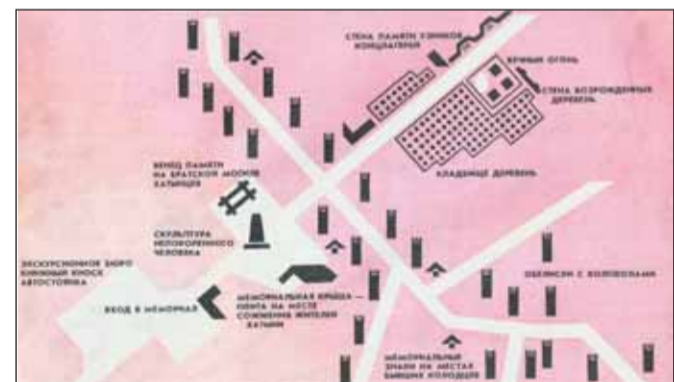 СТЕНА ПАМЯТИ УЗНИКОВ
КОНЦЛАГЕРЕЙ
ВЕЧНЫЙ ОГОНЬ
СТЕНА ВОЗРОЖДЕННЫХ
ДЕРЕВЕНЬ
КЛАДБИЩЕ ДЕРЕВЕНЬ
ВЕНЕЦ ПАМЯТИ
НА БРАТСКОЙ МОГИЛЕ
ХАТЫНЦЕВ
СКУЛЬПТУРА
НЕПОКОРЕННОГО
ЧЕЛОВЕКА
ЭКСКУРСИОННОЕ БЮРО
КНИЖНЫЙ КИОСК
АВТОСТОЯНКА
ВХОД В МЕМОРИАЛ
МЕМОРИАЛЬНАЯ КРЫША —
ПЛИТА НА МЕСТЕ
СОЖЖЕНИЯ ЖИТЕЛЕЙ
ХАТЫНИ
ОБЕЛИСКИ С КОЛОКОЛАМИ
МЕМОРИАЛЬНЫЕ
ЗНАКИ НА МЕСТАХ
БЫВШИХ КОЛОДЦЕВ